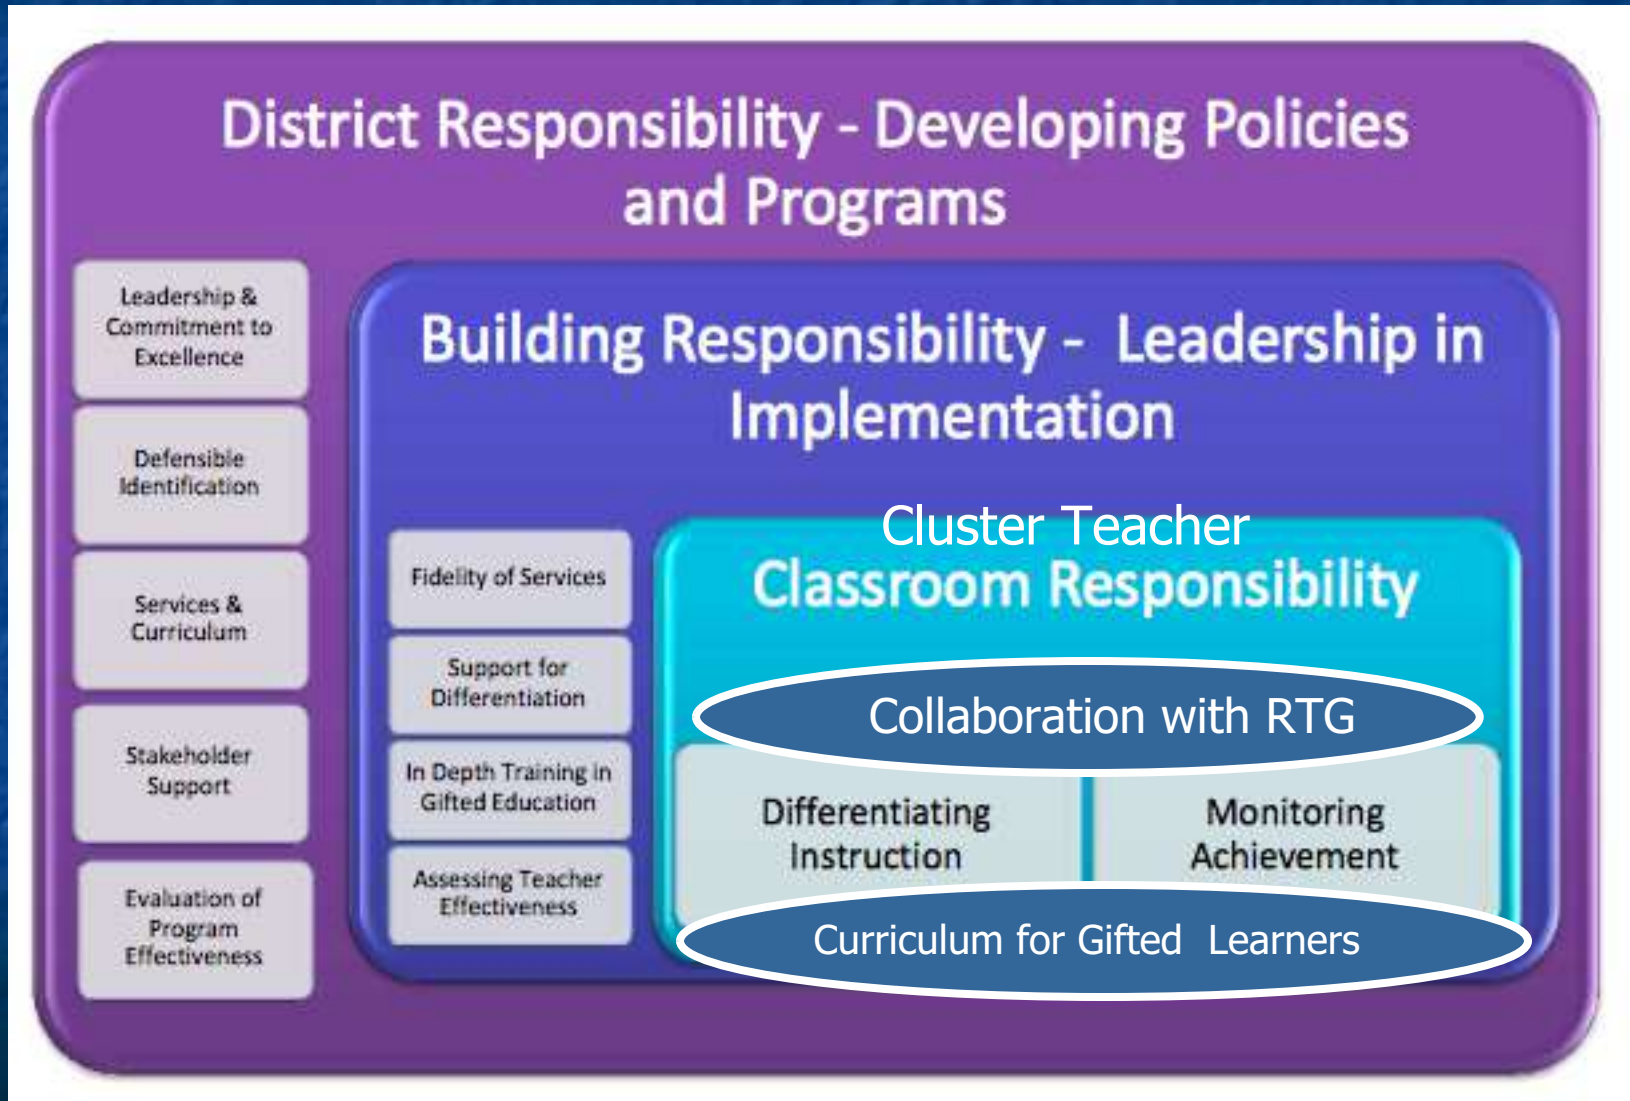 District Responsibility - Developing Policies
and Programs
Leadership &
Commitment to
Excellence
Defensible
Identification
Services &
Curriculum
Stakeholder
Support
Evaluation of
Program
Effectiveness
Building Responsibility - Leadership in
Implementation
Fidelity of Services
Support for
Differentiation
In Depth Training in
Gifted Education
Assessing Teacher
Effectiveness
Cluster Teacher
Classroom Responsibility
Collaboration with RTG
Differentiating
Instruction
Monitoring
Achievement
Curriculum for Gifted Learners